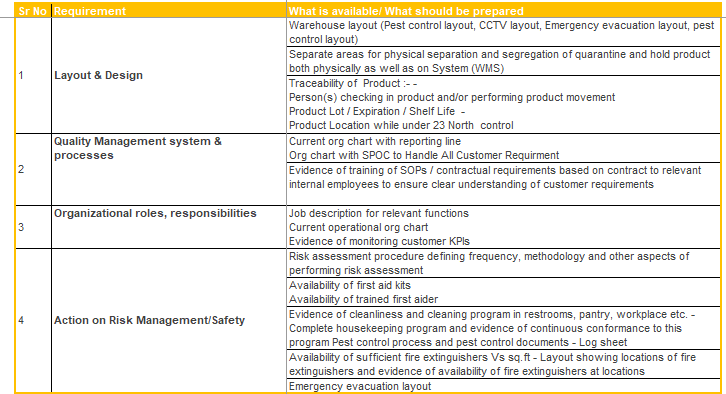 Sr No Requirement What is available/ What should be prepared
Warehouse layout (Pest control layout, CCTV layout, Emergency evacuation layout, pest
control layout)
Separate areas for physical separation and segregation of quarantine and hold product
both physically as well as on System (WMS)
1 Layout & Design
Traceability of Product :- -
Person(s) checking in product and/or performing product movement
Product Lot / Expiration / Shelf Life -
Product Location while under 23 North control
2 Quality Management system &
processes
Current org chart with reporting line
Org chart with SPOC to Handle All Customer Requirment
Evidence of training of SOPs / contractual requirements based on contract to relevant
internal employees to ensure clear understanding of customer requirements
3 Organizational roles, responsibilities
Job description for relevant functions
Current operational org chart
Evidence of monitoring customer KPIs
4 Action on Risk Management/Safety
Risk assessment procedure defining frequency, methodology and other aspects of
performing risk assessment
Availability of first aid kits
Availability of trained first aider
Evidence of cleanliness and cleaning program in restrooms, pantry, workplace etc. -
Complete housekeeping program and evidence of continuous conformance to this
program Pest control process and pest control documents - Log sheet
Availability of sufficient fire extinguishers Vs sq.ft - Layout showing locations of fire
extinguishers and evidence of availability of fire extinguishers at locations
Emergency evacuation layout